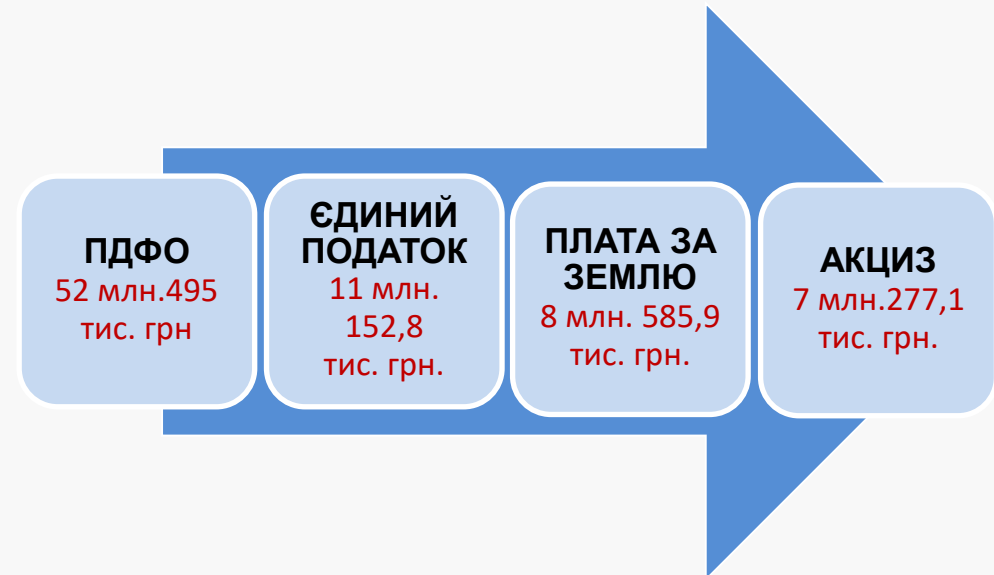 ПДФО
52 млн.495
тис. грн
ЄДИНИЙ
ПОДАТОК
11 млн.
152,8
тис. грн.
ПЛАТА ЗА
ЗЕМЛЮ
8 млн. 585,9
тис. грн.
АКЦИЗ
7 млн.277,1
тис. грн.